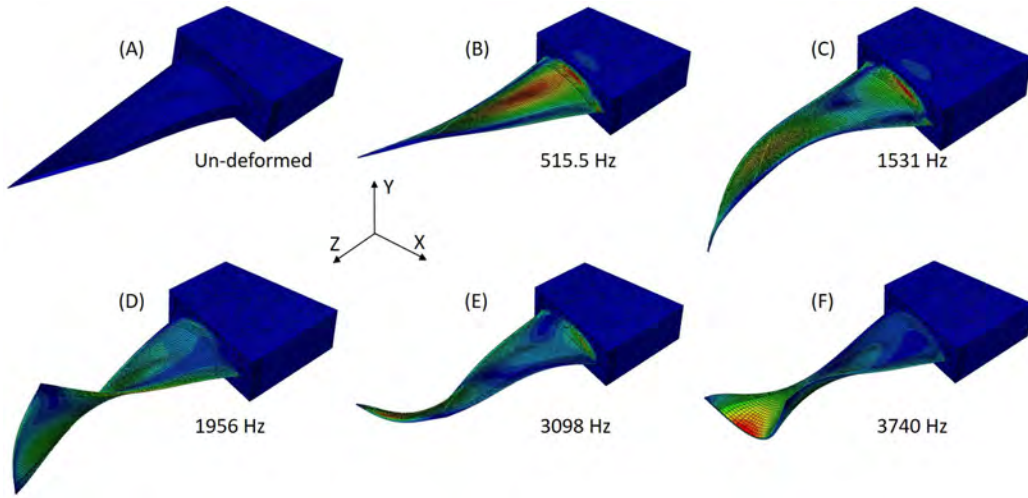 (A)
(B)
(C)
Un-deformed
515.5 Hz
1531 Hz
Y
Z
X
(D)
(E)
(F)
1956 Hz
3098 Hz
3740 Hz